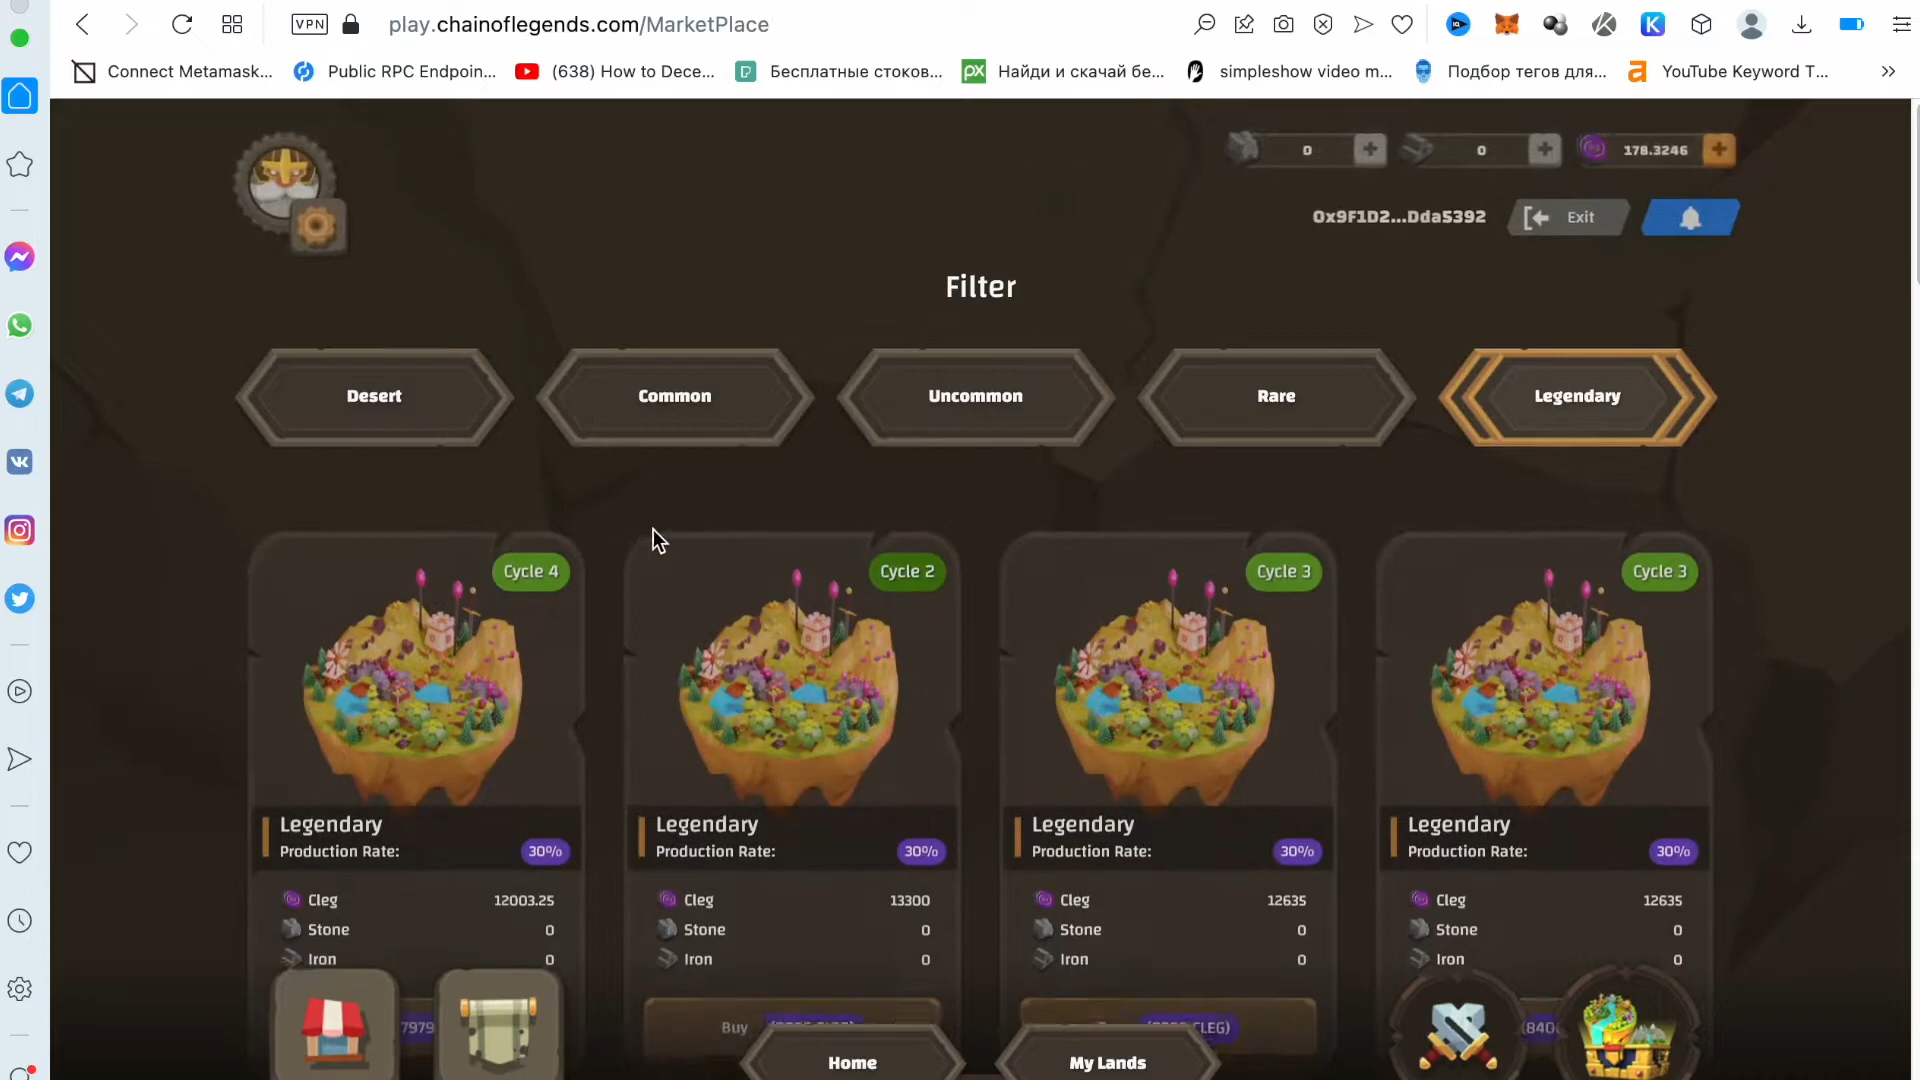 VPN play.chainoflegends.com/MarketPlace
Connect Metamask... Public RPC Endpoin... (638) How to Dece... Бесплатные стоков... Найди и скачай бе... simpleshow video m... Подбор тегов для... YouTube Keyword T...
0 0 178.3246
0x9F1D2...Dda5392 Exit
Filter
Desert Common Uncommon Rare Legendary
Cycle 4 Cycle 2 Cycle 3 Cycle 3
Legendary Legendary Legendary Legendary
Production Rate: 30% Production Rate: 30% Production Rate: 30% Production Rate: 30%
Cleg 12003.25 Cleg 13300 Cleg 12635 Cleg 12635
Stone 0 Stone 0 Stone 0 Stone 0
Iron 0 Iron 0 Iron 0 Iron 0
7979 Buy CLEG) (840
Home My Lands